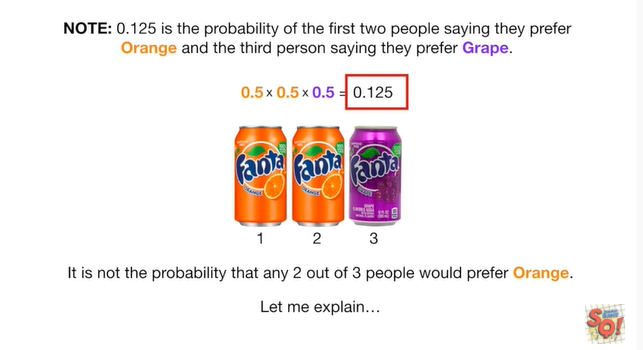 NOTE: 0.125 is the probability of the first two people saying they prefer
Orange and the third person saying they prefer Grape.
0.5 x 0.5 x 0.5 = 0.125
Fanta Fanta Fanta
ORANGE ORANGE GRAPE
1 2 3
It is not the probability that any 2 out of 3 people would prefer Orange.
Let me explain…
SQ!